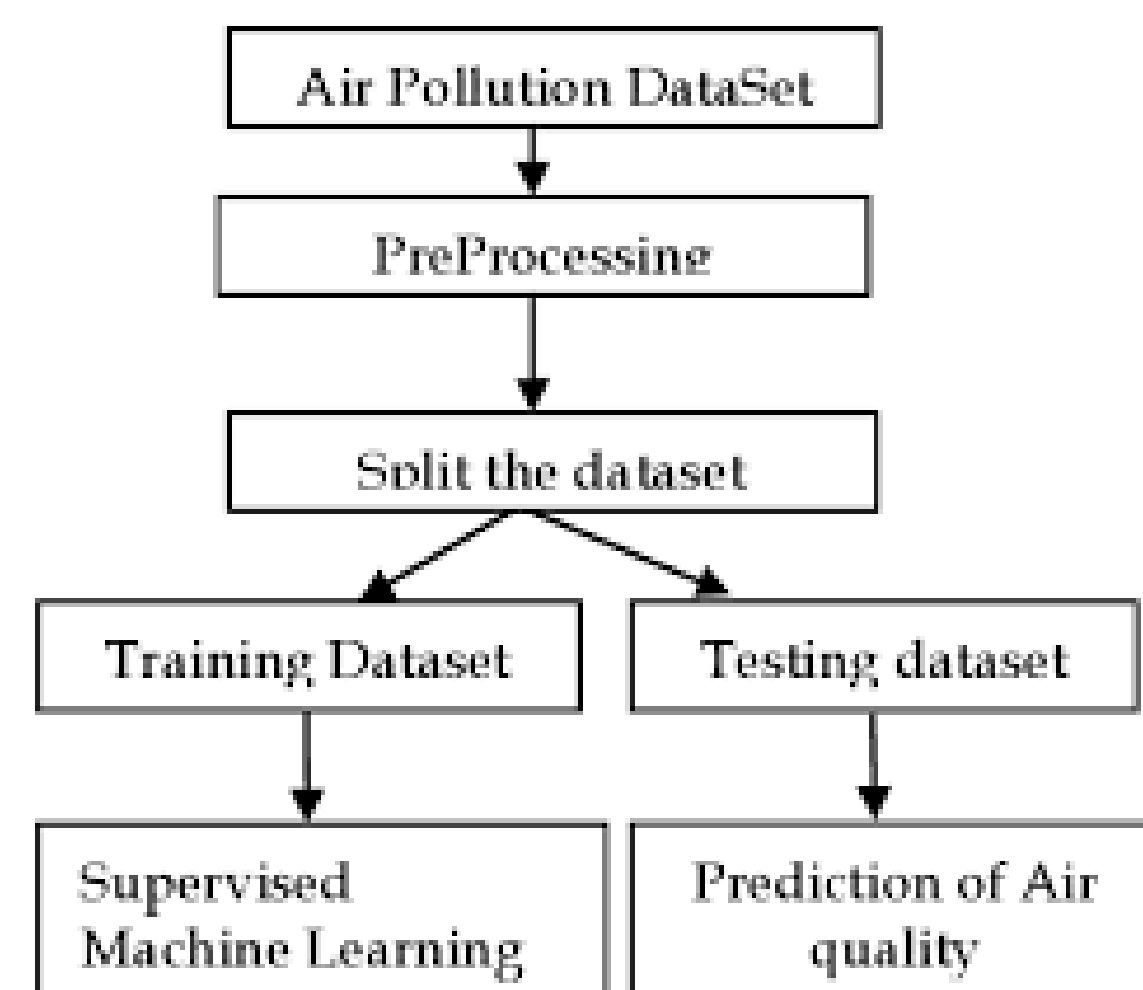 Air Pollution DataSet
PreProcessing
Split the dataset
Training Dataset
Testing dataset
Supervised
Machine Learning
Prediction of Air
quality